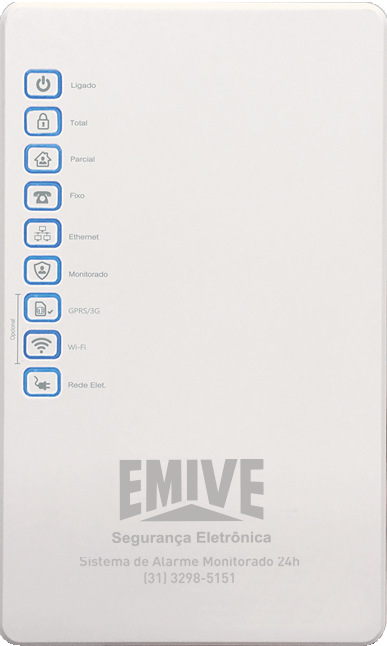 Ligado
Total
Parcial
Fixo
Ethernet
Monitorado
Opcional
GPRS/3G
Wi-Fi
Rede Elet.
EMIVE
Segurança Eletrônica
Sistema de Alarme Monitorado 24h
(31) 3298-5151